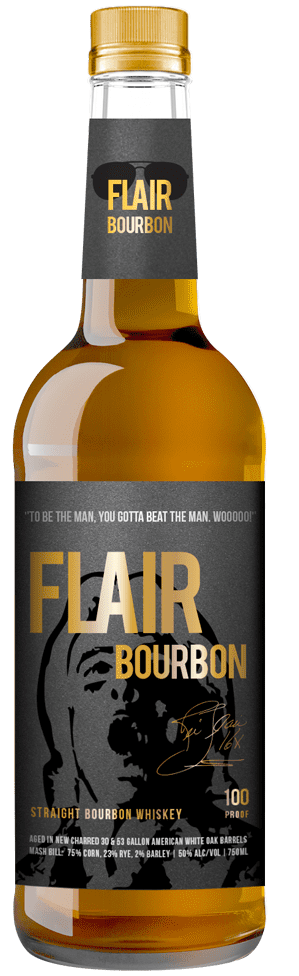 FLAIR
BOURBON
"TO BE THE MAN, YOU GOTTA BEAT THE MAN. WOOOOO!"
FLAIR
BOURBON
16X
100
PROOF
STRAIGHT BOURBON WHISKEY
AGED IN NEW CHARRED 30 & 53 GALLON AMERICAN WHITE OAK BARRELS
MASH BILL: 75% CORN, 23% RYE, 2% BARLEY | 50% ALC/VOL | 750ML